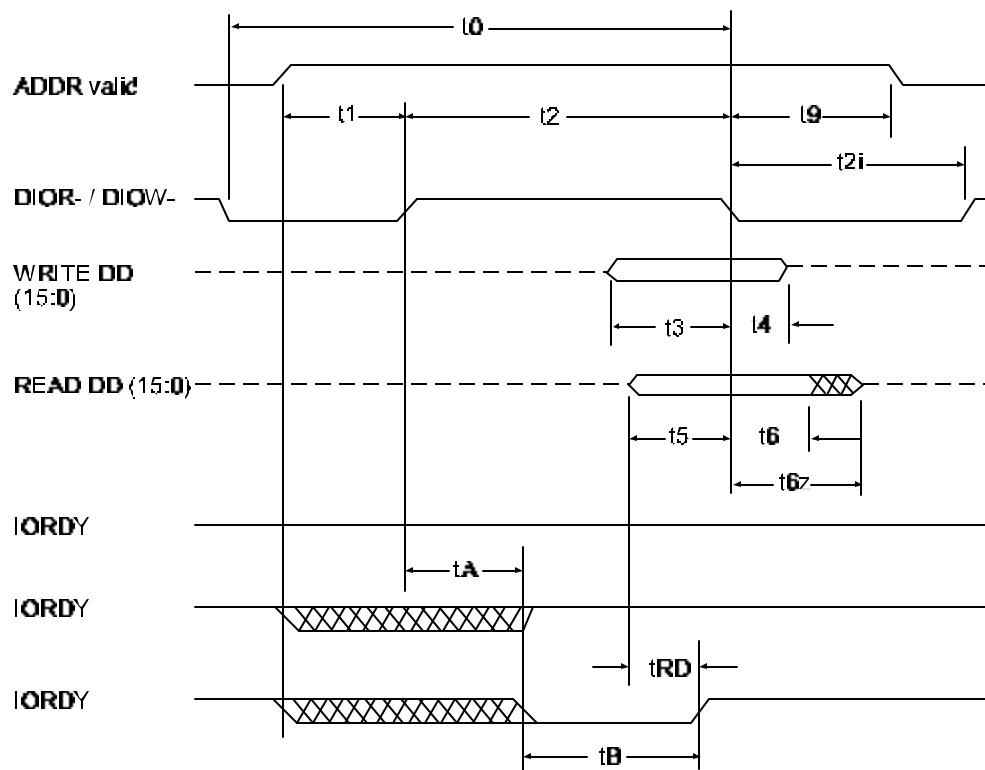 t0
ADDR valid
t1
t2
t9
t2i
DIOR- / DIOW-
WRITE DD
(15:0)
t3
t4
READ DD (15:0)
t5
t6
t6z
IORDY
tA
IORDY
tRD
IORDY
tB